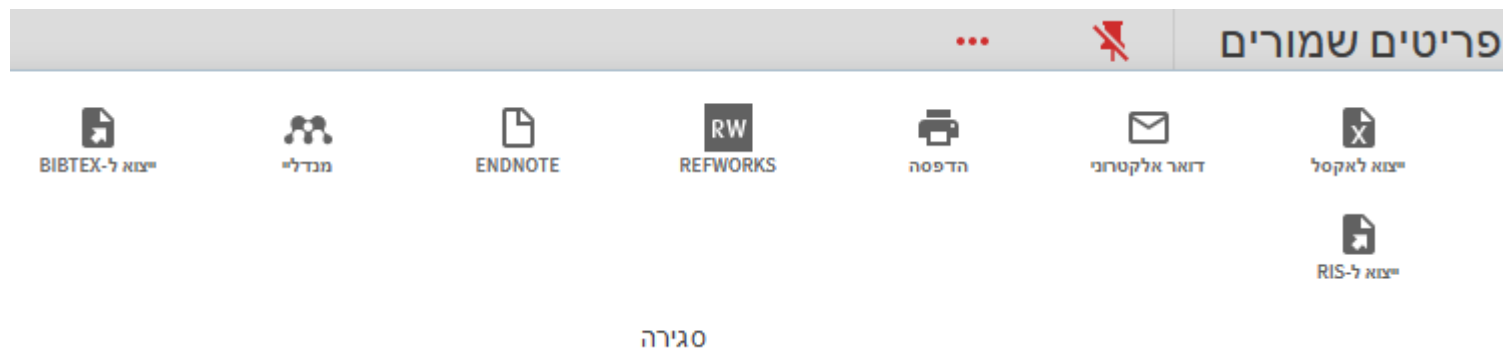 פריטים שמורים
ייצוא לאקסל
דואר אלקטרוני
הדפסה
RW
REFWORKS
ENDNOTE
מנדליי
ייצוא ל-BIBTEX
ייצוא ל-RIS
סגירה